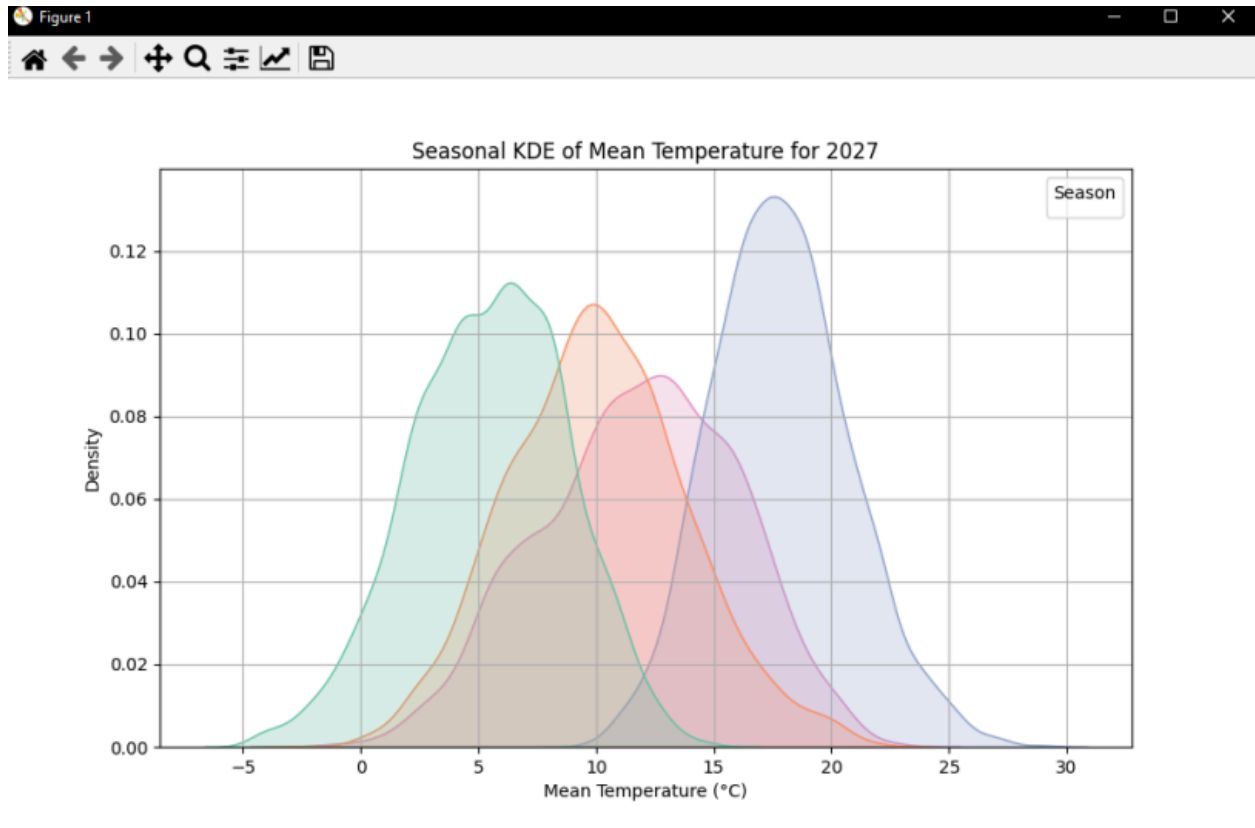 Figure 1
Seasonal KDE of Mean Temperature for 2027
Season
0.12
0.10
0.08
0.06
0.04
0.02
0.00
Density
−5 0 5 10 15 20 25 30
Mean Temperature (°C)